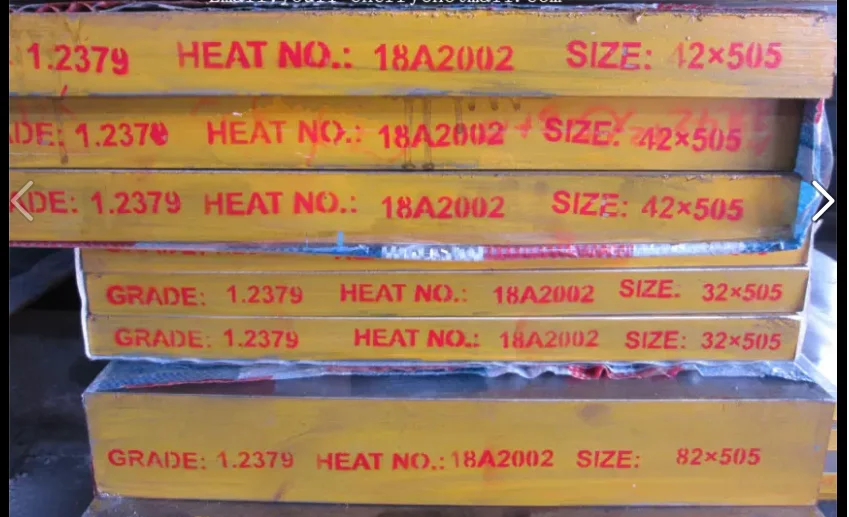 1.2379 HEAT NO.: 18A2002 SIZE: 42×505
DE: 1.2379 HEAT NO.: 18A2002 SIZE: 42×505
DE: 1.2379 HEAT NO.: 18A2002 SIZE: 42×505
GRADE: 1.2379 HEAT NO.: 18A2002 SIZE: 32×505
GRADE: 1.2379 HEAT NO.: 18A2002 SIZE: 32×505
GRADE: 1.2379 HEAT NO.: 18A2002 SIZE: 82×505